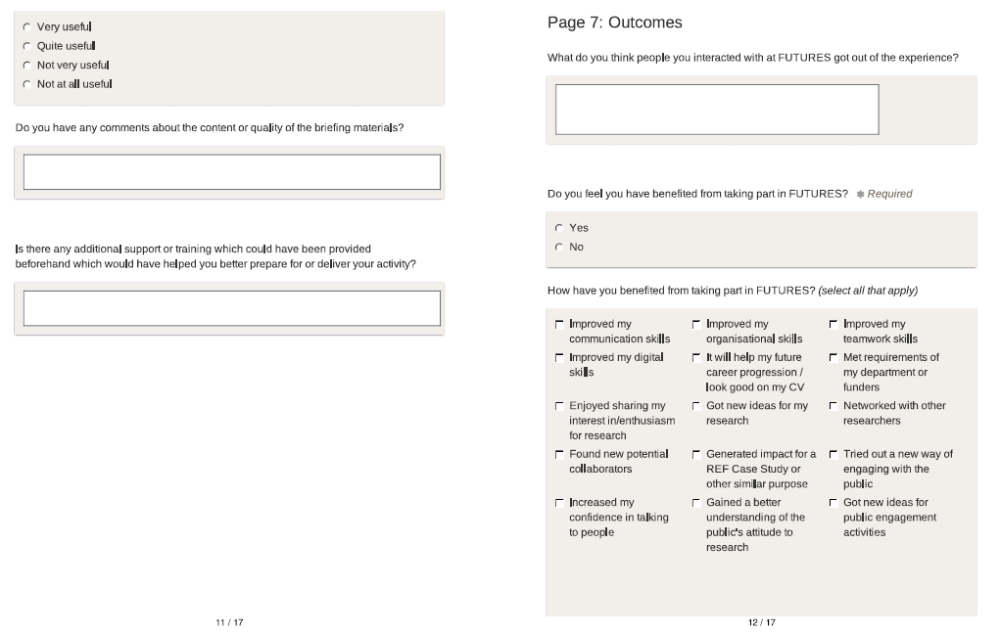 Very useful
Quite useful
Not very useful
Not at all useful
Do you have any comments about the content or quality of the briefing materials?
Is there any additional support or training which could have been provided
beforehand which would have helped you better prepare for or deliver your activity?
11 / 17
Page 7: Outcomes
What do you think people you interacted with at FUTURES got out of the experience?
Do you feel you have benefited from taking part in FUTURES? ✱ Required
Yes
No
How have you benefited from taking part in FUTURES? (select all that apply)
Improved my
communication skills
Improved my
organisational skills
Improved my
teamwork skills
Improved my digital
skills
It will help my future
career progression /
look good on my CV
Met requirements of
my department or
funders
Enjoyed sharing my
interest in/enthusiasm
for research
Got new ideas for my
research
Networked with other
researchers
Found new potential
collaborators
Generated impact for a
REF Case Study or
other similar purpose
Tried out a new way of
engaging with the
public
Increased my
confidence in talking
to people
Gained a better
understanding of the
public's attitude to
research
Got new ideas for
public engagement
activities
12 / 17